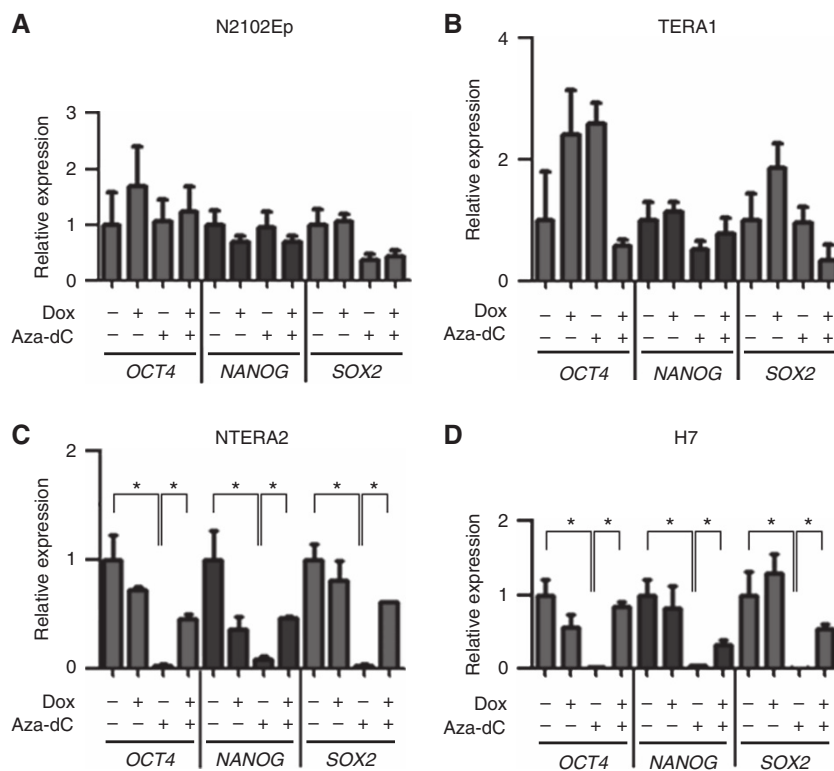 A
N2102Ep
Relative expression
3
2
1
0
Dox – + – + – + – + – + – +
Aza-dC – – + + – – + + – – + +
OCT4 NANOG SOX2
B
TERA1
Relative expression
4
2
0
Dox – + – + – + – + – + – +
Aza-dC – – + + – – + + – – + +
OCT4 NANOG SOX2
C
NTERA2
Relative expression
2
1
0
* * * * * *
Dox – + – + – + – + – + – +
Aza-dC – – + + – – + + – – + +
OCT4 NANOG SOX2
D
H7
Relative expression
2
1
0
* * * * * *
Dox – + – + – + – + – + – +
Aza-dC – – + + – – + + – – + +
OCT4 NANOG SOX2